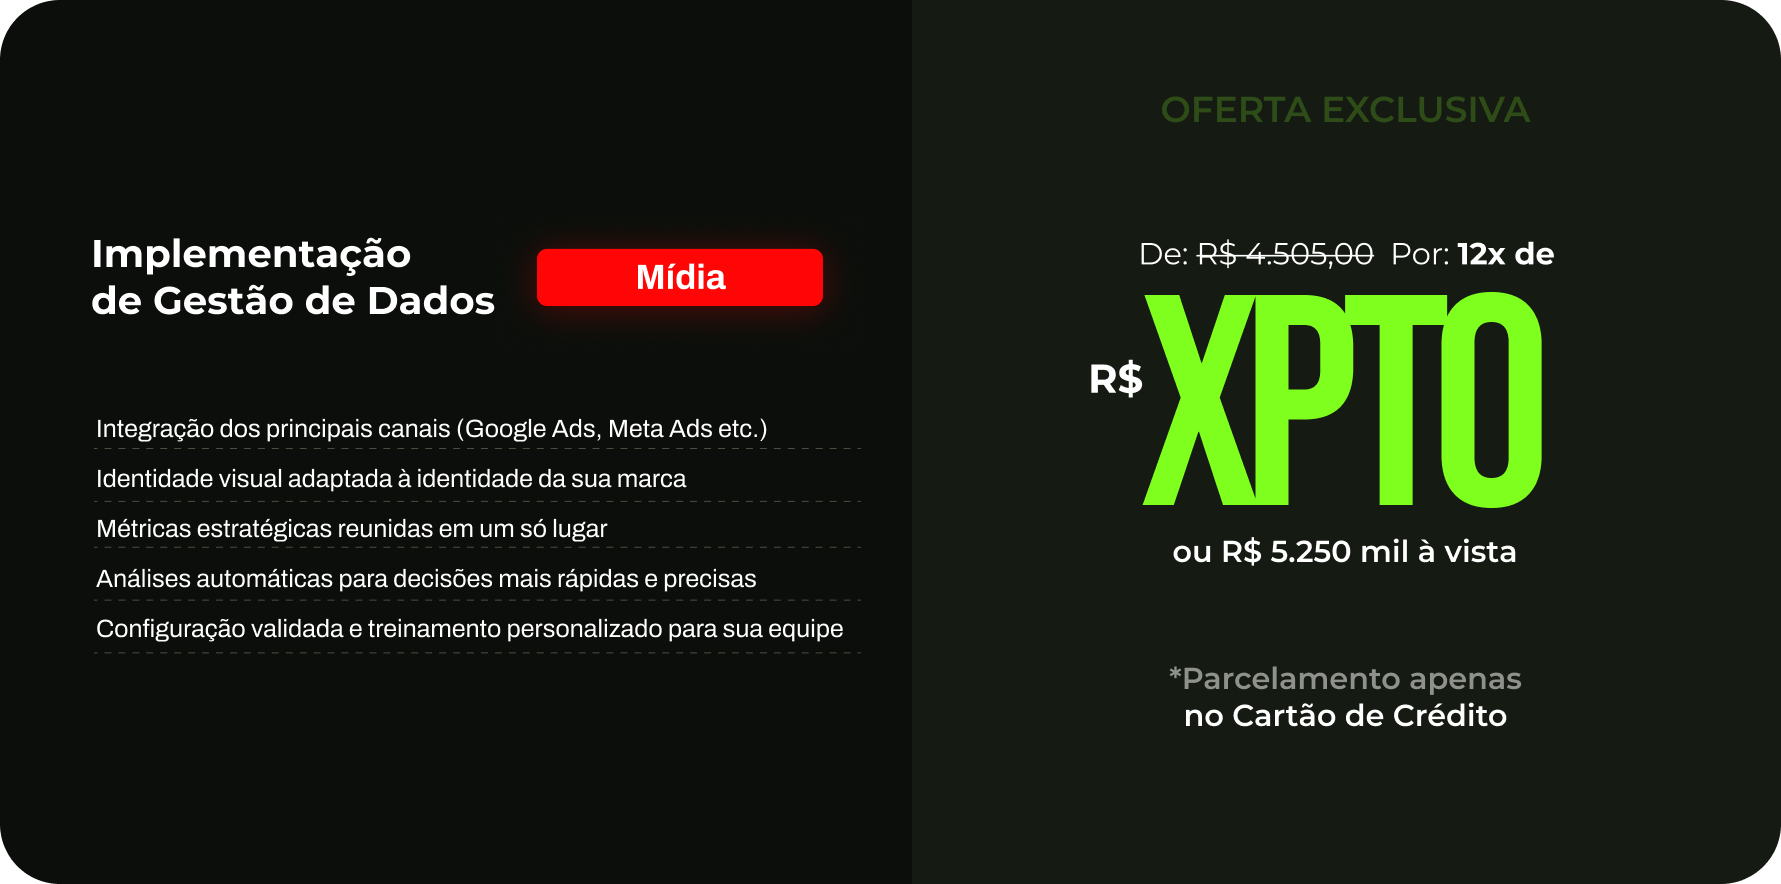 Implementação
de Gestão de Dados
Mídia
Integração dos principais canais (Google Ads, Meta Ads etc.)
Identidade visual adaptada à identidade da sua marca
Métricas estratégicas reunidas em um só lugar
Análises automáticas para decisões mais rápidas e precisas
Configuração validada e treinamento personalizado para sua equipe
OFERTA EXCLUSIVA
De: R$ 4.505,00 Por: 12x de
R$ XPTO
ou R$ 5.250 mil à vista
*Parcelamento apenas
no Cartão de Crédito